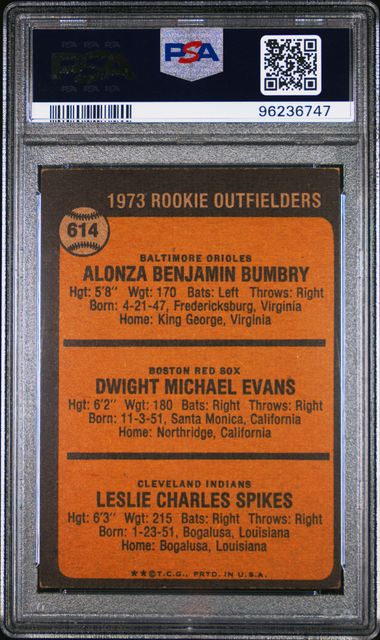 PSA
PSA
96236747
1973 ROOKIE OUTFIELDERS
614
BALTIMORE ORIOLES
ALONZA BENJAMIN BUMBRY
Hgt: 5'8" Wgt: 170 Bats: Left Throws: Right
Born: 4-21-47, Fredericksburg, Virginia
Home: King George, Virginia
BOSTON RED SOX
DWIGHT MICHAEL EVANS
Hgt: 6'2" Wgt: 180 Bats: Right Throws: Right
Born: 11-3-51, Santa Monica, California
Home: Northridge, California
CLEVELAND INDIANS
LESLIE CHARLES SPIKES
Hgt: 6'3" Wgt: 215 Bats: Right Throws: Right
Born: 1-23-51, Bogalusa, Louisiana
Home: Bogalusa, Louisiana
**©T.C.G., PRTD. IN U.S.A.